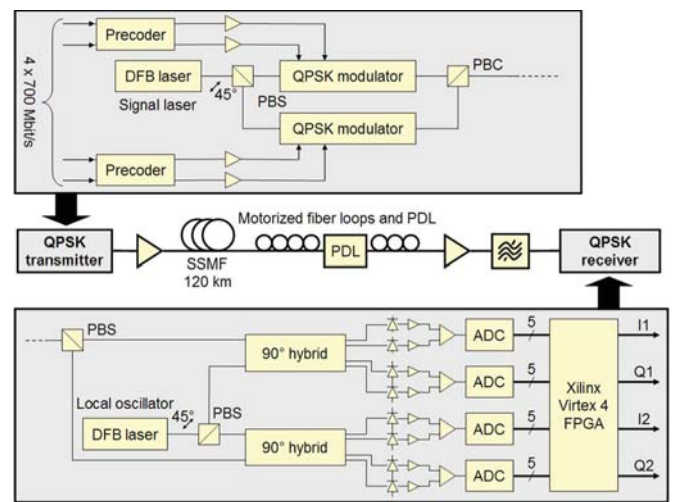 4 x 700 Mbit/s
Precoder
DFB laser
Signal laser
45°
PBS
QPSK modulator
PBC
QPSK modulator
Precoder
QPSK
transmitter
SSMF
120 km
Motorized fiber loops and PDL
PDL
QPSK
receiver
PBS
90° hybrid
Local oscillator
45°
PBS
DFB laser
90° hybrid
ADC
5
ADC
5
ADC
5
ADC
5
Xilinx
Virtex 4
FPGA
I1
Q1
I2
Q2